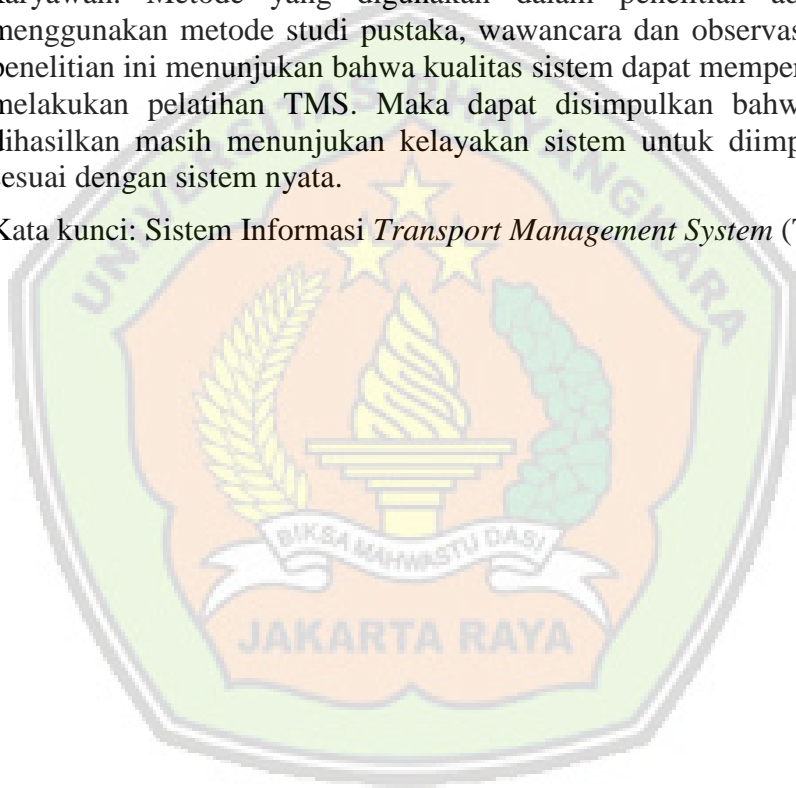 karyawan. Metode yang digunakan dalam penelitian
menggunakan metode studi pustaka, wawancara dan
penelitian ini menunjukan bahwa kualitas sistem dapat
melakukan pelatihan TMS. Maka dapat disimpulkan
dihasilkan masih menunjukan kelayakan sistem untuk
sesuai dengan sistem nyata.
Kata kunci: Sistem Informasi Transport Management System
UNIVERSITAS BHAYANGKARA
BIKSA MAHWASTU DASI
JAKARTA RAYA